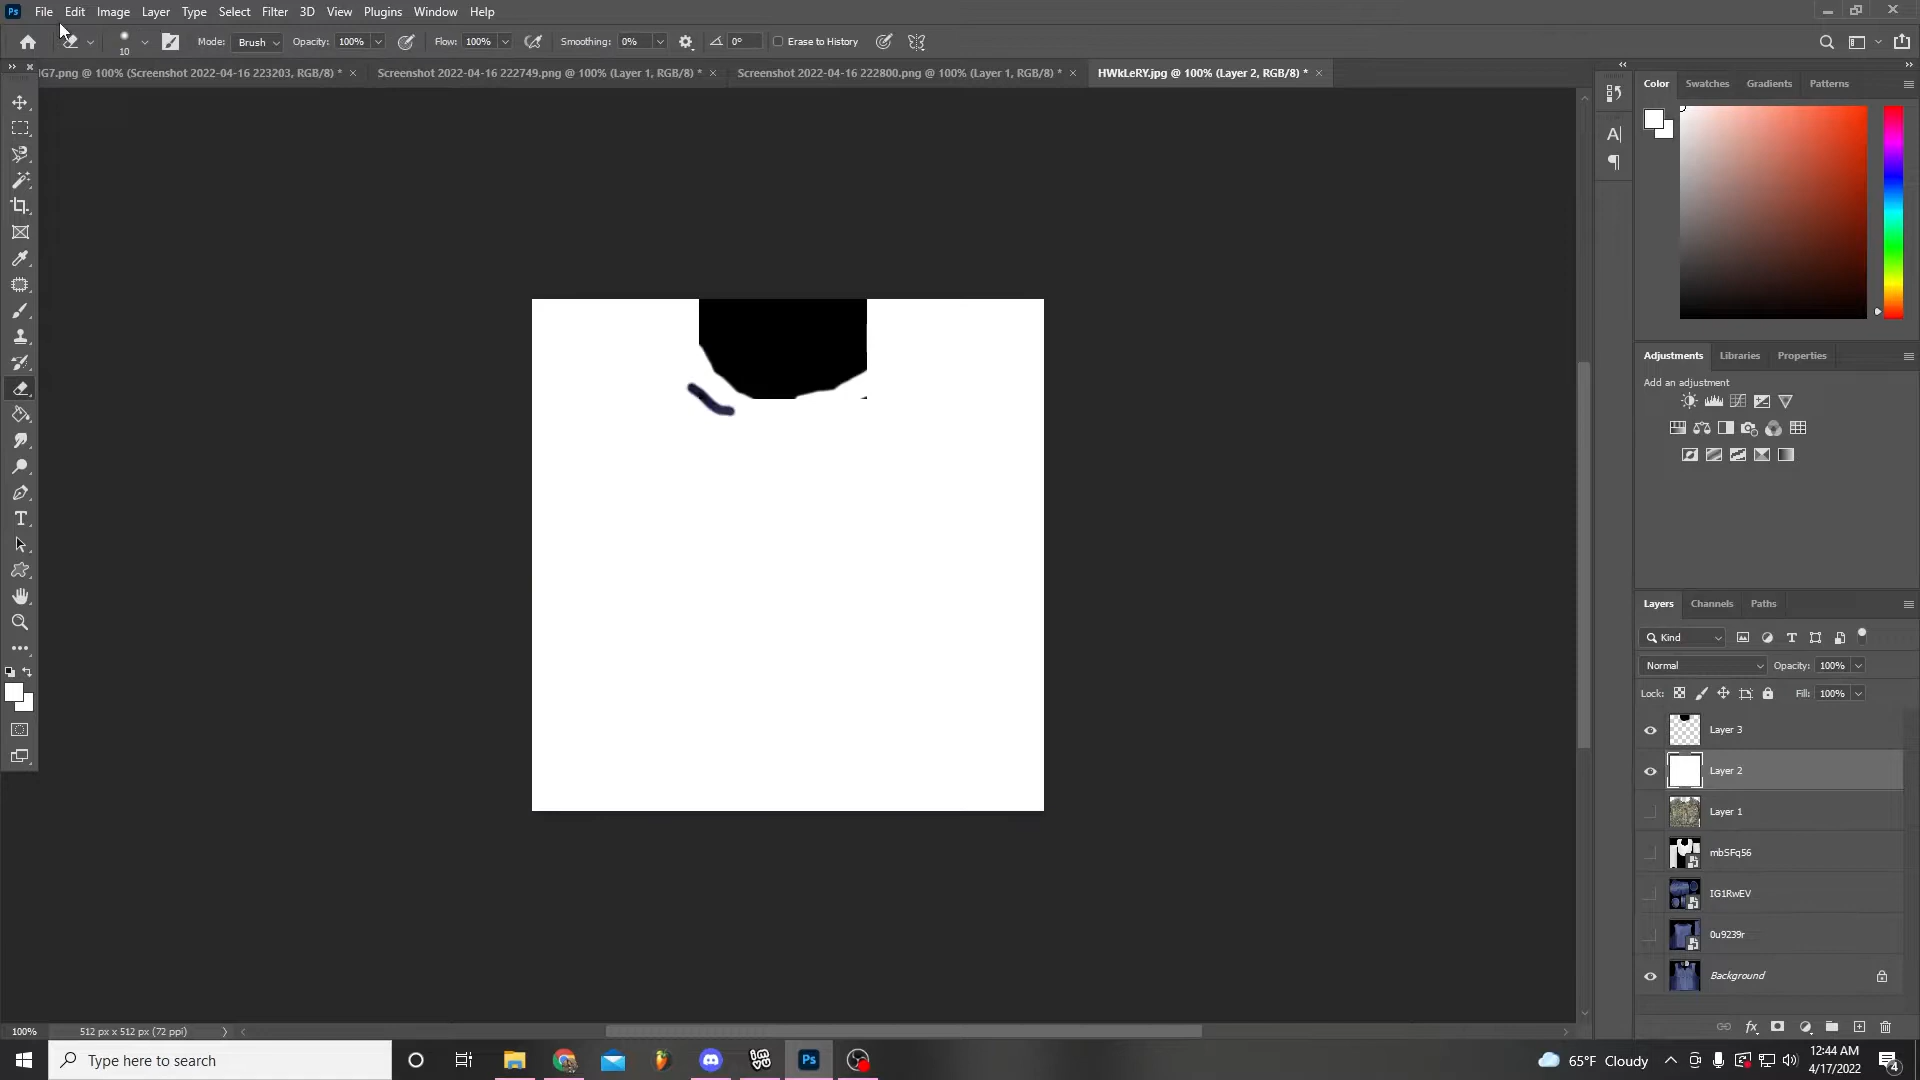 Ps File Edit Image Layer Type Select Filter 3D View Plugins Window Help
10 Mode: Brush Opacity: 100% Flow: 100% Smoothing: 0% 0° Erase to History
IG7.png @ 100% (Screenshot 2022-04-16 223203, RGB/8) * Screenshot 2022-04-16 222749.png @ 100% (Layer 1, RGB/8) * Screenshot 2022-04-16 222800.png @ 100% (Layer 1, RGB/8) * HWkLeRY.jpg @ 100% (Layer 2, RGB/8) *
Color Swatches Gradients Patterns
Adjustments Libraries Properties
Add an adjustment
Layers Channels Paths
Kind
Normal Opacity: 100%
Lock: Fill: 100%
Layer 3
Layer 2
Layer 1
mbSFq56
IG1RwEV
0u9239r
Background
100% 512 px x 512 px (72 ppi)
Type here to search
Ps
65°F Cloudy
12:44 AM
4/17/2022
4